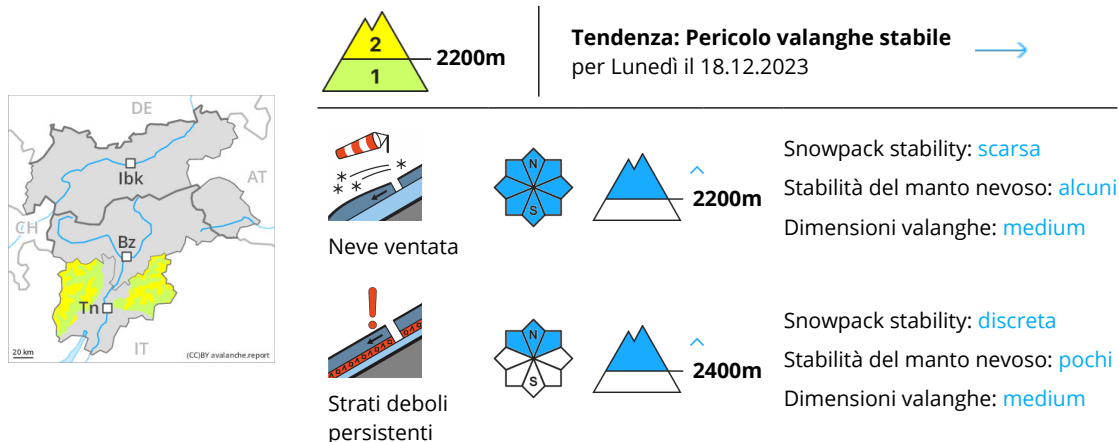 2
1
2200m
Tendenza: Pericolo valanghe stabile
per Lunedì il 18.12.2023
DE
Ibk
AT
CH
Bz
Tn
IT
20 km
(CC)BY avalanche.report
Neve ventata
N
S
2200m
Snowpack stability: scarsa
Stabilità del manto nevoso: alcuni
Dimensioni valanghe: medium
Strati deboli
persistenti
N
S
2400m
Snowpack stability: discreta
Stabilità del manto nevoso: pochi
Dimensioni valanghe: medium